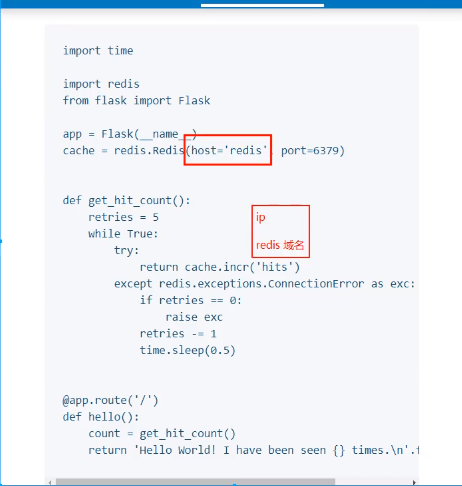 import time
import redis
from flask import Flask
app = Flask(__name__)
cache = redis.Redis(host='redis', port=6379)
def get_hit_count():
    retries = 5
    while True:
        try:
            return cache.incr('hits')
        except redis.exceptions.ConnectionError as exc:
            if retries == 0:
                raise exc
            retries -= 1
            time.sleep(0.5)
ip
redis 域名
@app.route('/')
def hello():
    count = get_hit_count()
    return 'Hello World! I have been seen {} times.\n'.f